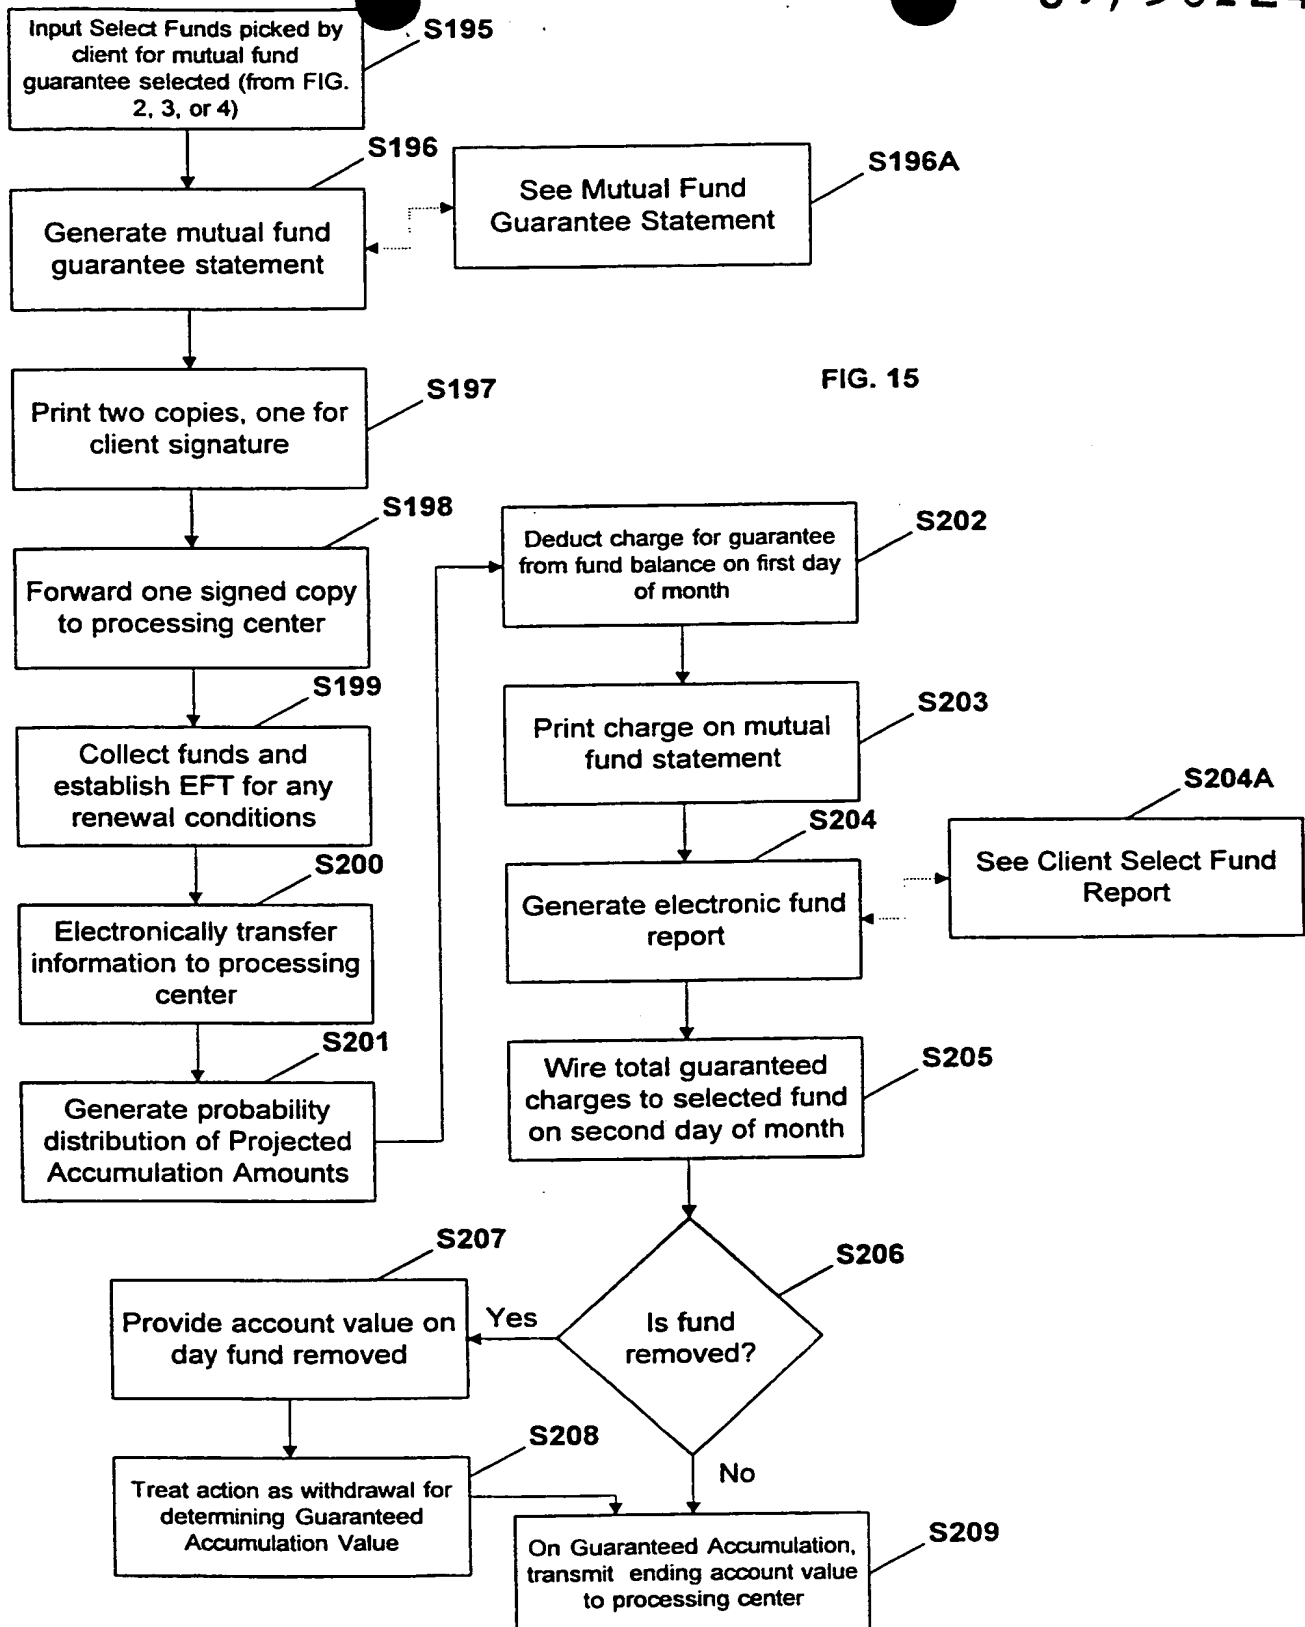 Input Select Funds picked by
client for mutual fund
guarantee selected (from FIG.
2, 3, or 4)
S195
S196
Generate mutual fund
guarantee statement
See Mutual Fund
Guarantee Statement
S196A
FIG. 15
S197
Print two copies, one for
client signature
S198
Forward one signed copy
to processing center
S199
Collect funds and
establish EFT for any
renewal conditions
S200
Electronically transfer
information to processing
center
S201
Generate probability
distribution of Projected
Accumulation Amounts
S202
Deduct charge for guarantee
from fund balance on first day
of month
S203
Print charge on mutual
fund statement
S204
Generate electronic fund
report
S204A
See Client Select Fund
Report
S205
Wire total guaranteed
charges to selected fund
on second day of month
S206
Is fund
removed?
Yes
No
S207
Provide account value on
day fund removed
S208
Treat action as withdrawal for
determining Guaranteed
Accumulation Value
S209
On Guaranteed Accumulation,
transmit ending account value
to processing center